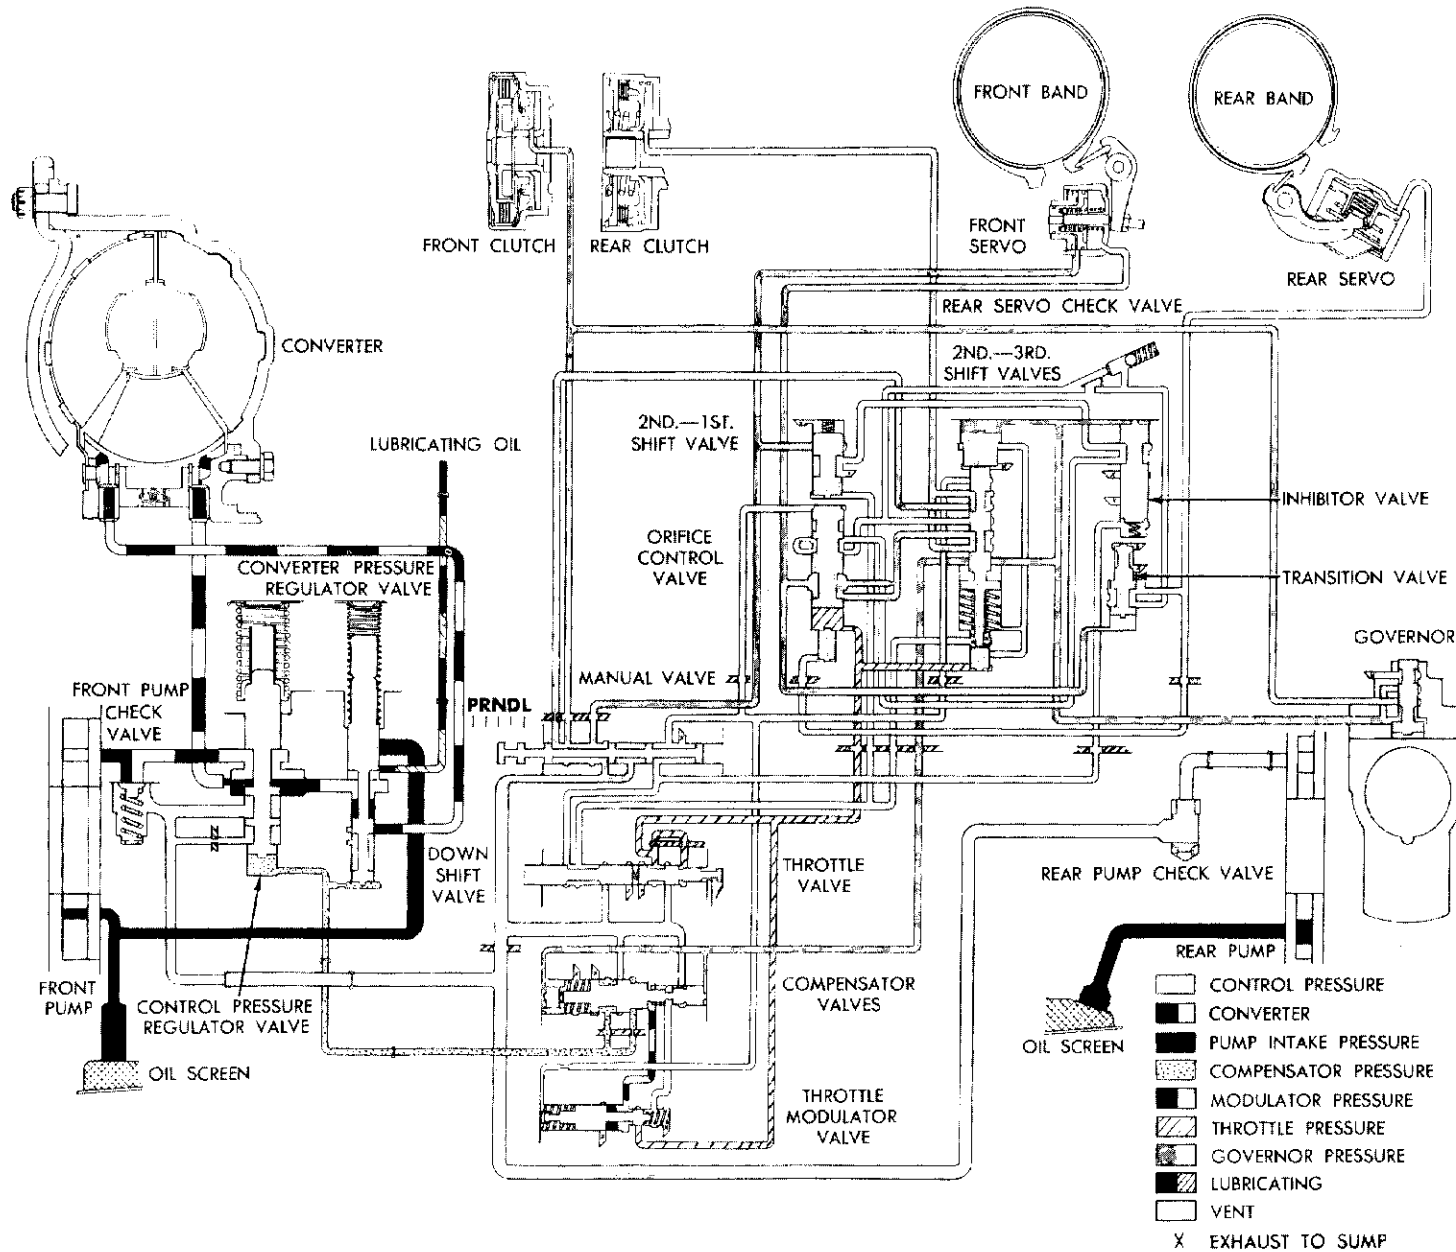 FRONT BAND
REAR BAND
FRONT CLUTCH
REAR CLUTCH
FRONT
SERVO
REAR SERVO
REAR SERVO CHECK VALVE
CONVERTER
2ND.—3RD.
SHIFT VALVES
2ND.—1ST.
SHIFT VALVE
LUBRICATING OIL
INHIBITOR VALVE
ORIFICE
CONTROL
VALVE
CONVERTER PRESSURE
REGULATOR VALVE
TRANSITION VALVE
GOVERNOR
MANUAL VALVE
FRONT PUMP
CHECK
VALVE
PRNDL
DOWN
SHIFT
VALVE
THROTTLE
VALVE
REAR PUMP CHECK VALVE
REAR PUMP
FRONT
PUMP
CONTROL PRESSURE
REGULATOR VALVE
COMPENSATOR
VALVES
OIL SCREEN
OIL SCREEN
THROTTLE
MODULATOR
VALVE
CONTROL PRESSURE
CONVERTER
PUMP INTAKE PRESSURE
COMPENSATOR PRESSURE
MODULATOR PRESSURE
THROTTLE PRESSURE
GOVERNOR PRESSURE
LUBRICATING
VENT
X EXHAUST TO SUMP